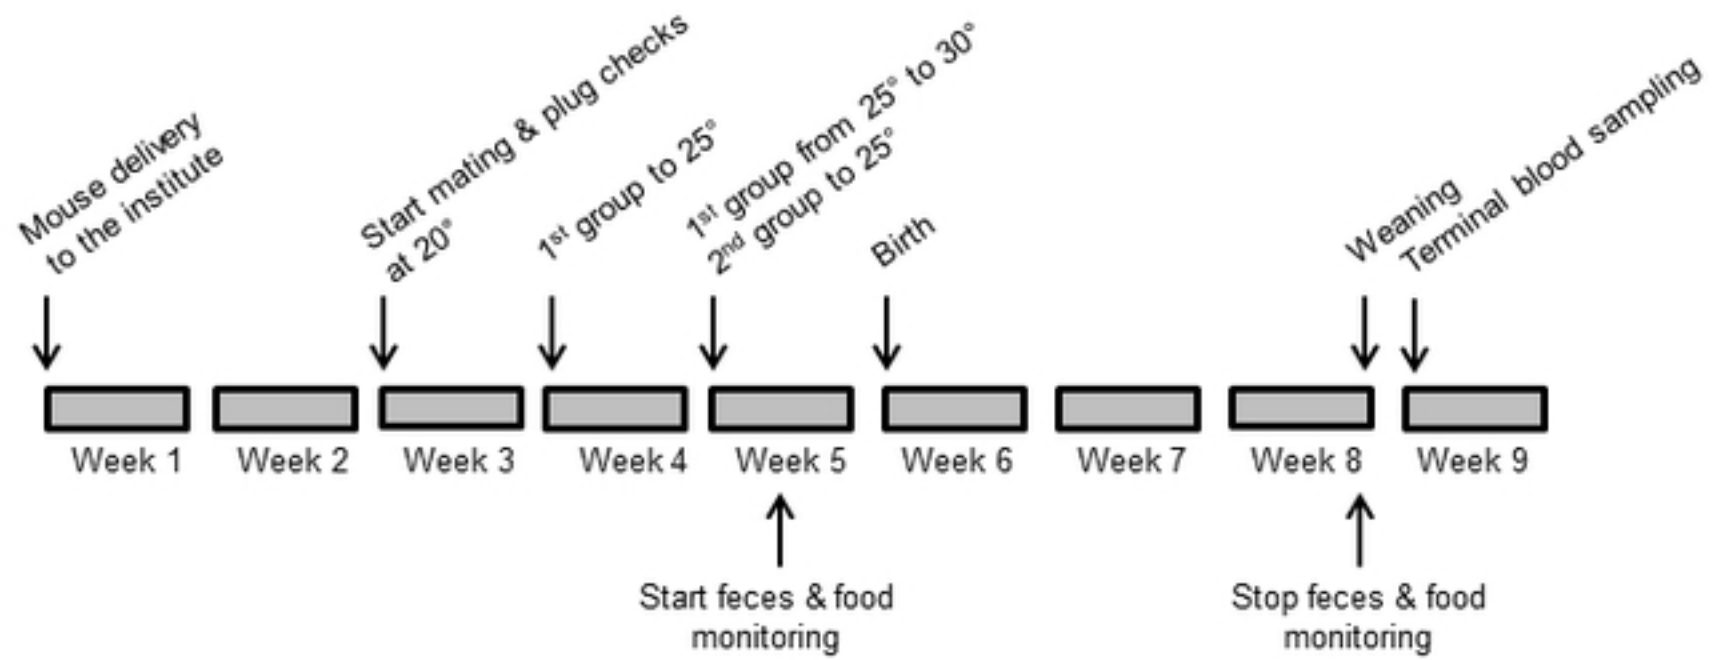 Mouse delivery
to the institute
Start mating & plug checks
at 20°
1st group to 25°
1st group from 25° to 30°
2nd group to 25°
Birth
Weaning
Terminal blood sampling
Week 1
Week 2
Week 3
Week 4
Week 5
Week 6
Week 7
Week 8
Week 9
Start feces & food
monitoring
Stop feces & food
monitoring